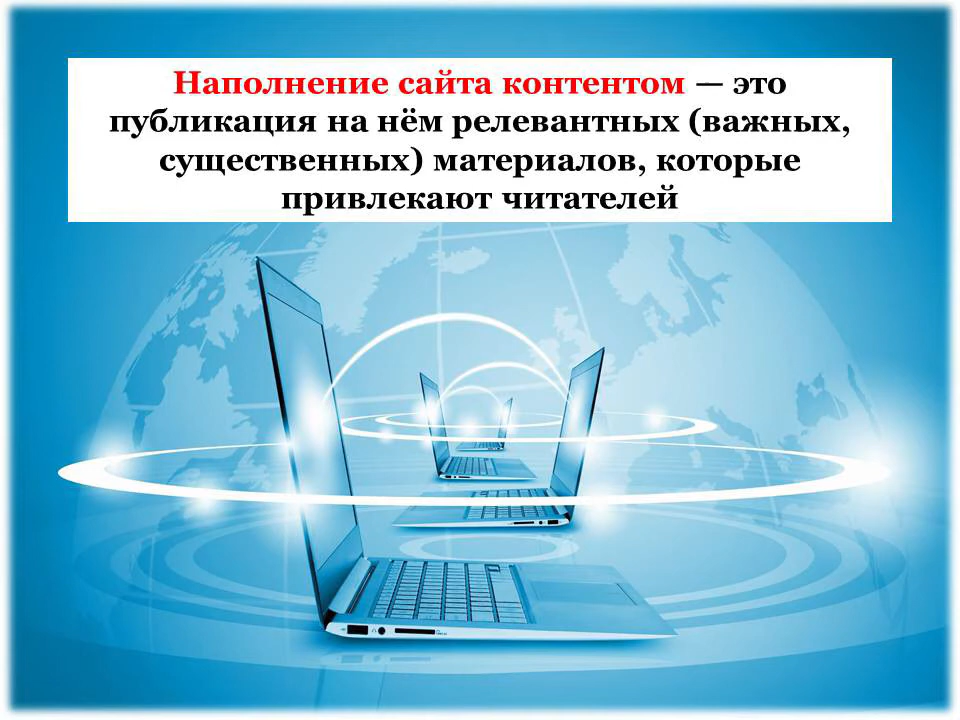 Наполнение сайта контентом — это
публикация на нём релевантных (важных,
существенных) материалов, которые
привлекают читателей